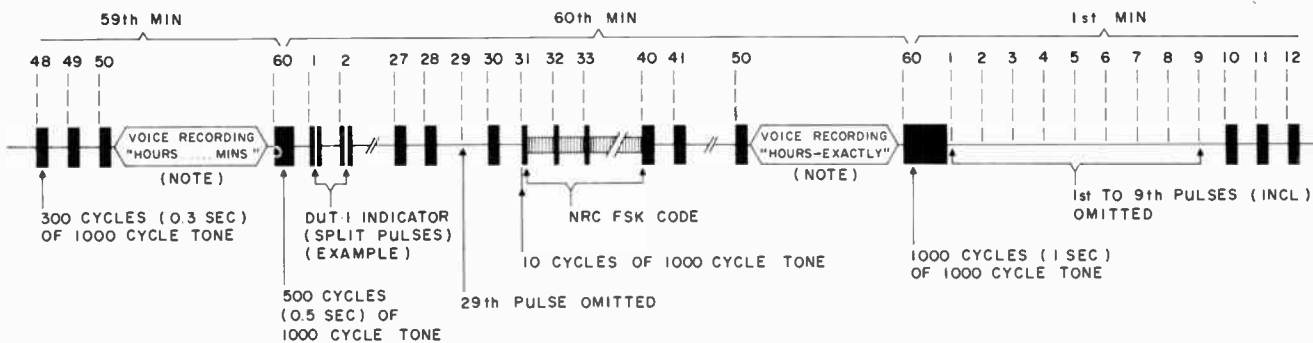 59th MIN 60th MIN 1st MIN
48 49 50 60 1 2 27 28 29 30 31 32 33 40 41 50 60 1 2 3 4 5 6 7 8 9 10 11 12
VOICE RECORDING
"HOURS .... MINS"
(NOTE)
VOICE RECORDING
"HOURS-EXACTLY"
(NOTE)
300 CYCLES (0.3 SEC)
OF 1000 CYCLE TONE
DUT·1 INDICATOR
(SPLIT PULSES)
(EXAMPLE)
500 CYCLES
(0.5 SEC) OF
1000 CYCLE TONE
29th PULSE OMITTED
NRC FSK CODE
10 CYCLES OF 1000 CYCLE TONE
1000 CYCLES (1 SEC)
OF 1000 CYCLE TONE
1st TO 9th PULSES (INCL)
OMITTED